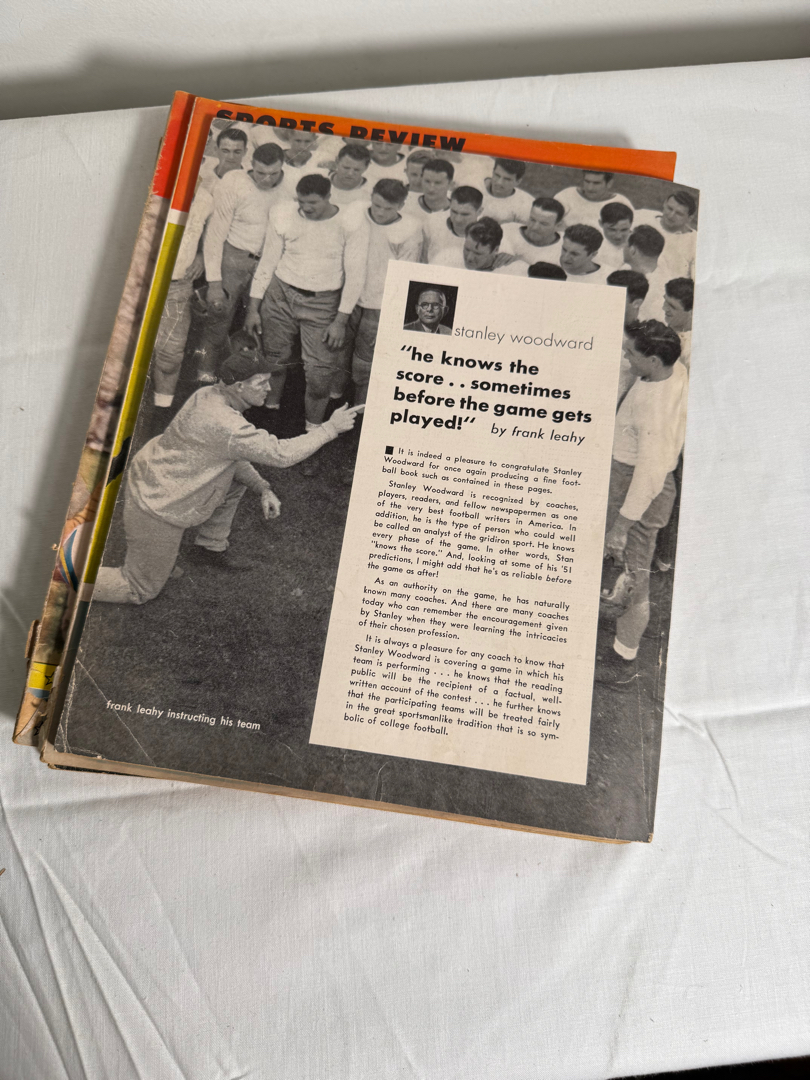 SPORTS REVIEW
stanley woodward
“he knows the
score . . sometimes
before the game gets
played!” by frank leahy
It is indeed a pleasure to congratulate Stanley
Woodward for once again producing a fine foot-
ball book such as contained in these pages.
Stanley Woodward is recognized by coaches,
players, readers, and fellow newspapermen as one
of the very best football writers in America. In
addition, he is the type of person who could well
be called an analyst of the gridiron sport. He knows
every phase of the game. In other words, Stan
"knows the score." And, looking at some of his '51
predictions, I might add that he's as reliable before
the game as after!
As an authority on the game, he has naturally
known many coaches. And there are many coaches
today who can remember the encouragement given
by Stanley when they were learning the intricacies
of their chosen profession.
It is always a pleasure for any coach to know that
Stanley Woodward is covering a game in which his
team is performing . . . he knows that the reading
public will be the recipient of a factual, well-
written account of the contest . . . he further knows
that the participating teams will be treated fairly
in the great sportsmanlike tradition that is so sym-
bolic of college football.
frank leahy instructing his team